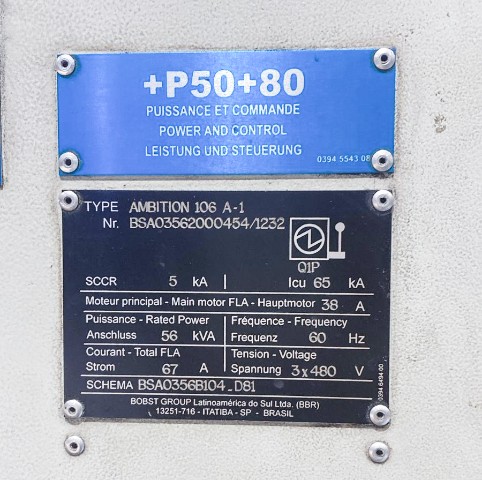 +P50+80
PUISSANCE ET COMMANDE
POWER AND CONTROL
LEISTUNG UND STEUERUNG
0394 5543 08
TYPE AMBITION 106 A-1
Nr. BSA03562000454/1232
Q1P
SCCR 5 kA Icu 65 kA
Moteur principal - Main motor FLA - Hauptmotor 38 A
Puissance - Rated Power
Anschluss 56 kVA
Fréquence - Frequency
Frequenz 60 Hz
Courant - Total FLA
Strom 67 A
Tension - Voltage
Spannung 3x480 V
SCHEMA BSA0356B104_D81
BOBST GROUP Latinoamérica do Sul Ltda. (BBR)
13251-716 - ITATIBA - SP - BRASIL
0394 6494 00